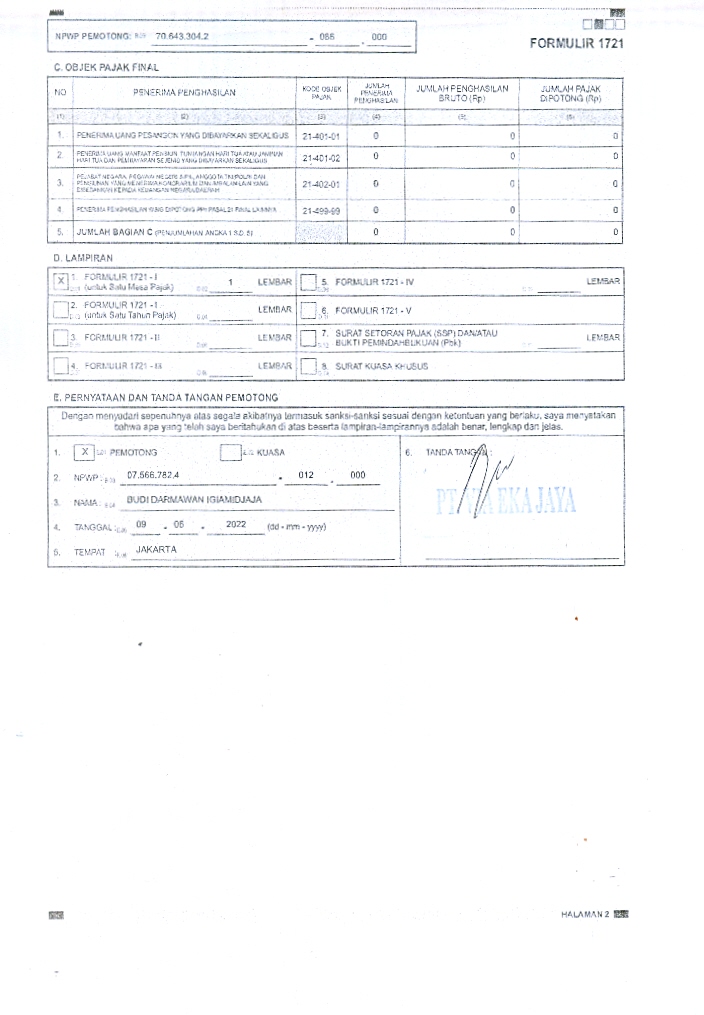 NPWP PEMOTONG: 70.643.304.2 - 086 . 000
FORMULIR 1721
C. OBJEK PAJAK FINAL
NO PENERIMA PENGHASILAN KODE OBJEK PAJAK JUMLAH PENERIMA PENGHASILAN JUMLAH PENGHASILAN BRUTO (Rp) JUMLAH PAJAK DIPOTONG (Rp)
(1) (2) (3) (4) (5) (6)
1. PENERIMA UANG PESANGON YANG DIBAYARKAN SEKALIGUS 21-401-01 0 0 0
2. PENERIMA UANG MANFAAT PENSIUN, TUNJANGAN HARI TUA ATAU JAMINAN
HARI TUA DAN PEMBAYARAN SEJENIS YANG DIBAYARKAN SEKALIGUS 21-401-02 0 0 0
3. PEJABAT NEGARA, PEGAWAI NEGERI SIPIL, ANGGOTA TNI/POLRI DAN
PENSIUNAN YANG MENERIMA HONORARIUM DAN IMBALAN LAIN YANG
DIBEBANKAN KEPADA KEUANGAN NEGARA/DAERAH 21-402-01 0 0 0
4. PENERIMA PENGHASILAN YANG DIPOTONG PPH PASAL 21 FINAL LAINNYA 21-499-99 0 0 0
5. JUMLAH BAGIAN C (PENJUMLAHAN ANGKA 1 S.D. 5) 0 0 0
D. LAMPIRAN
X 1. FORMULIR 1721 - I
(untuk Satu Masa Pajak) 1 LEMBAR
5. FORMULIR 1721 - IV LEMBAR
2. FORMULIR 1721 - I
(untuk Satu Tahun Pajak) LEMBAR
6. FORMULIR 1721 - V
3. FORMULIR 1721 - II LEMBAR
7. SURAT SETORAN PAJAK (SSP) DAN/ATAU
BUKTI PEMINDAHBUKUAN (Pbk) LEMBAR
4. FORMULIR 1721 - III LEMBAR
8. SURAT KUASA KHUSUS
E. PERNYATAAN DAN TANDA TANGAN PEMOTONG
Dengan menyadari sepenuhnya atas segala akibatnya termasuk sanksi-sanksi sesuai dengan ketentuan yang berlaku, saya menyatakan
bahwa apa yang telah saya beritahukan di atas beserta lampiran-lampirannya adalah benar, lengkap dan jelas.
1. X PEMOTONG KUASA
6. TANDA TANGAN :
2. NPWP : 07.566.782.4 - 012 . 000
3. NAMA : BUDI DARMAWAN IGIAMIDJAJA
4. TANGGAL : 09 - 05 - 2022 (dd - mm - yyyy)
5. TEMPAT : JAKARTA
EKA JAYA
HALAMAN 2